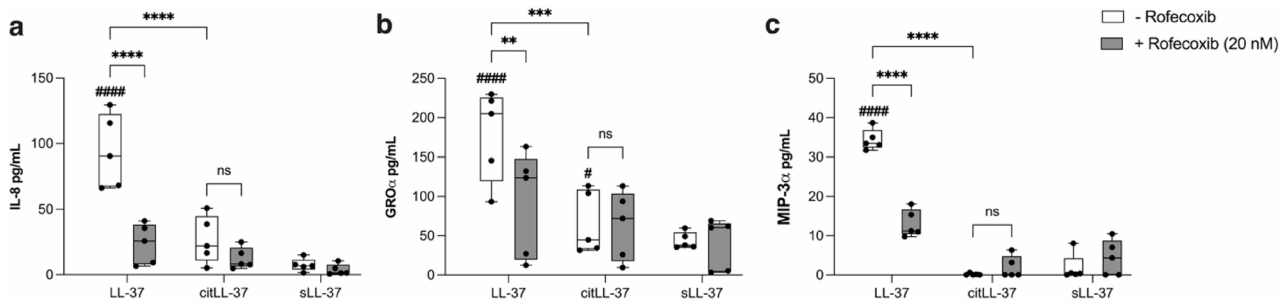 a
****
****
####
ns
IL-8 pg/mL
150
100
50
0
LL-37
citLL-37
sLL-37
b
***
**
####
ns
#
GROα pg/mL
250
200
150
100
50
0
LL-37
citLL-37
sLL-37
c
****
****
####
ns
MIP-3α pg/mL
50
40
30
20
10
0
LL-37
citLL-37
sLL-37
- Rofecoxib
+ Rofecoxib (20 nM)